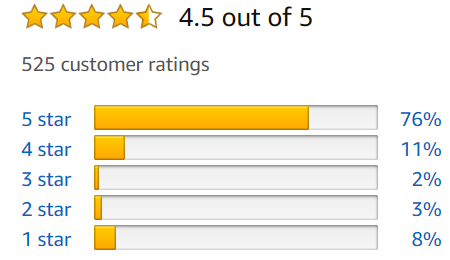 4.5 out of 5
525 customer ratings
5 star 76%
4 star 11%
3 star 2%
2 star 3%
1 star 8%